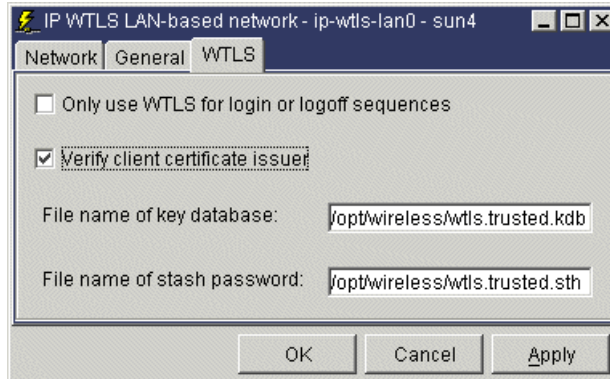 IP WTLS LAN-based network - ip-wtls-lan0 - sun4
Network General WTLS
Only use WTLS for login or logoff sequences
Verify client certificate issuer
File name of key database: /opt/wireless/wtls.trusted.kdb
File name of stash password: /opt/wireless/wtls.trusted.sth
OK Cancel Apply